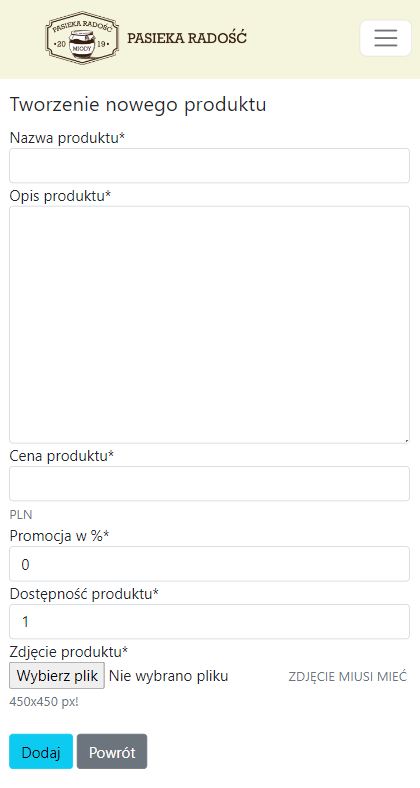 PASIEKA RADOŚĆ
20 19
MIODY
PASIEKA RADOŚĆ
Tworzenie nowego produktu
Nazwa produktu*
Opis produktu*
Cena produktu*
PLN
Promocja w %*
0
Dostępność produktu*
1
Zdjęcie produktu*
Wybierz plik Nie wybrano pliku ZDJĘCIE MIUSI MIEĆ
450x450 px!
Dodaj Powrót